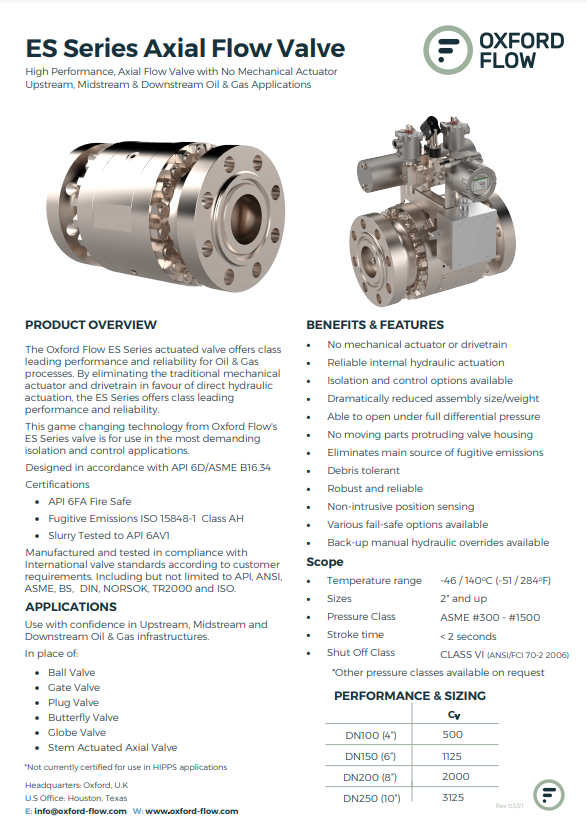 ES Series Axial Flow Valve
High Performance, Axial Flow Valve with No Mechanical Actuator
Upstream, Midstream & Downstream Oil & Gas Applications
OXFORD
FLOW
PRODUCT OVERVIEW
The Oxford Flow ES Series actuated valve offers class
leading performance and reliability for Oil & Gas
processes. By eliminating the traditional mechanical
actuator and drivetrain in favour of direct hydraulic
actuation, the ES Series offers class leading
performance and reliability.
This game changing technology from Oxford Flow's
ES Series valve is for use in the most demanding
isolation and control applications.
Designed in accordance with API 6D/ASME B16.34
Certifications
• API 6FA Fire Safe
• Fugitive Emissions ISO 15848-1 Class AH
• Slurry Tested to API 6AV1
Manufactured and tested in compliance with
International valve standards according to customer
requirements. Including but not limited to API, ANSI,
ASME, BS, DIN, NORSOK, TR2000 and ISO.
APPLICATIONS
Use with confidence in Upstream, Midstream and
Downstream Oil & Gas infrastructures.
In place of:
• Ball Valve
• Gate Valve
• Plug Valve
• Butterfly Valve
• Globe Valve
• Stem Actuated Axial Valve
*Not currently certified for use in HIPPS applications
Headquarters: Oxford, U.K
U.S Office: Houston, Texas
E: info@oxford-flow.com W: www.oxford-flow.com
BENEFITS & FEATURES
• No mechanical actuator or drivetrain
• Reliable internal hydraulic actuation
• Isolation and control options available
• Dramatically reduced assembly size/weight
• Able to open under full differential pressure
• No moving parts protruding valve housing
• Eliminates main source of fugitive emissions
• Debris tolerant
• Robust and reliable
• Non-intrusive position sensing
• Various fail-safe options available
• Back-up manual hydraulic overrides available
Scope
• Temperature range -46 / 140ºC (-51 / 284ºF)
• Sizes 2" and up
• Pressure Class ASME #300 - #1500
• Stroke time < 2 seconds
• Shut Off Class CLASS VI (ANSI/FCI 70-2 2006)
*Other pressure classes available on request
PERFORMANCE & SIZING
Cv
DN100 (4") 500
DN150 (6") 1125
DN200 (8") 2000
DN250 (10") 3125
Rev 03/21